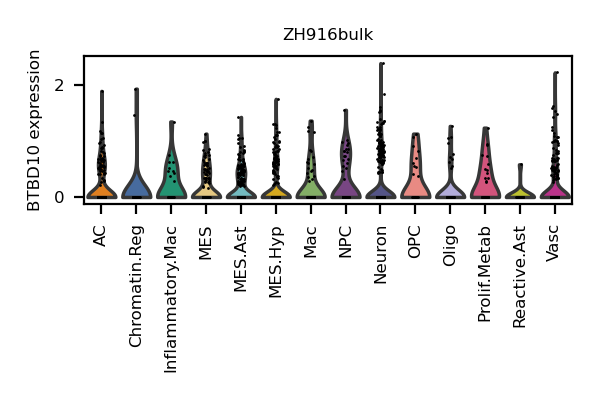 ZH916bulk
BTBD10 expression
2
0
AC
Chromatin.Reg
Inflammatory.Mac
MES
MES.Ast
MES.Hyp
Mac
NPC
Neuron
OPC
Oligo
Prolif.Metab
Reactive.Ast
Vasc